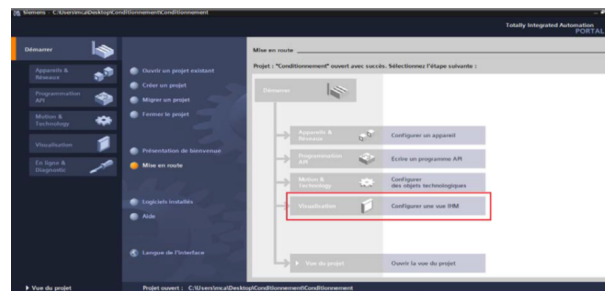 Siemens - C:\Users\mca\Desktop\Conditionnement\Conditionnement
Totally Integrated Automation
PORTAL
Démarrer
Appareils &
Réseaux
Programmation
API
Motion &
Technology
Visualisation
En ligne &
Diagnostic
Ouvrir un projet existant
Créer un projet
Migrer un projet
Fermer le projet
Présentation de bienvenue
Mise en route
Logiciels installés
Aide
Langue de l'interface
Mise en route
Projet : "Conditionnement" ouvert avec succès. Sélectionnez l'étape suivante :
Démarrer
Appareils &
Réseaux
Configurer un appareil
Programmation
API
Ecrire un programme API
Motion &
Technology
Configurer
des objets technologiques
Visualisation
Configurer une vue IHM
Vue du projet
Ouvrir la vue du projet
Vue du projet
Projet ouvert : C:\Users\mca\Desktop\Conditionnement\Conditionnement